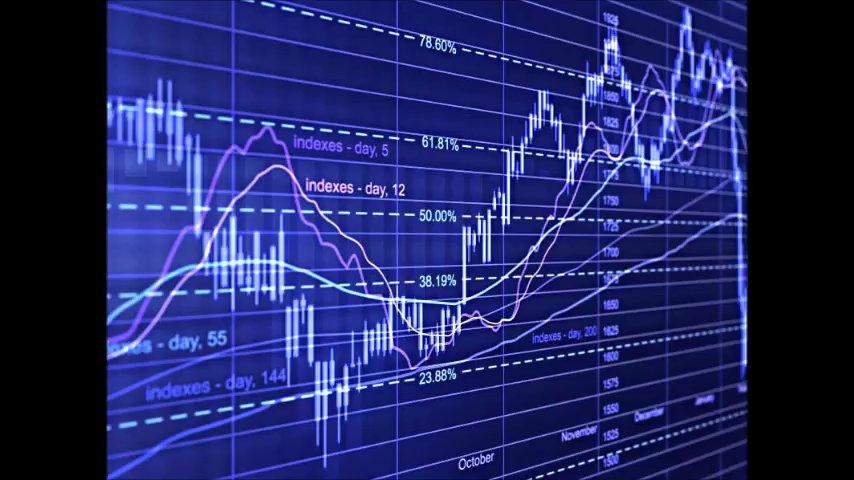 78.60%
indexes - day, 5
61.81%
indexes - day, 12
50.00%
38.19%
indexes - day, 55
indexes - day, 200
indexes - day, 144
23.88%
October
November
December
January
1925
1850
1825
1800
1775
1750
1725
1700
1675
1650
1625
1600
1575
1550
1525
1500